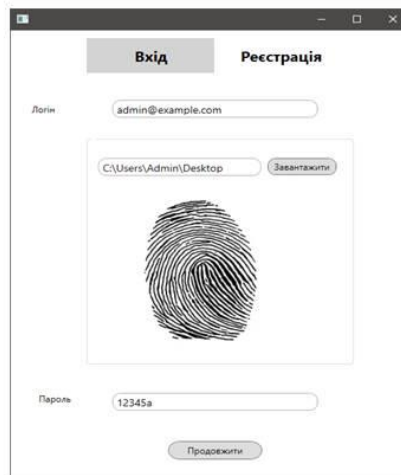 Вхід Реєстрація
Логін admin@example.com
C:\Users\Admin\Desktop Завантажити
Пароль 12345a
Продовжити